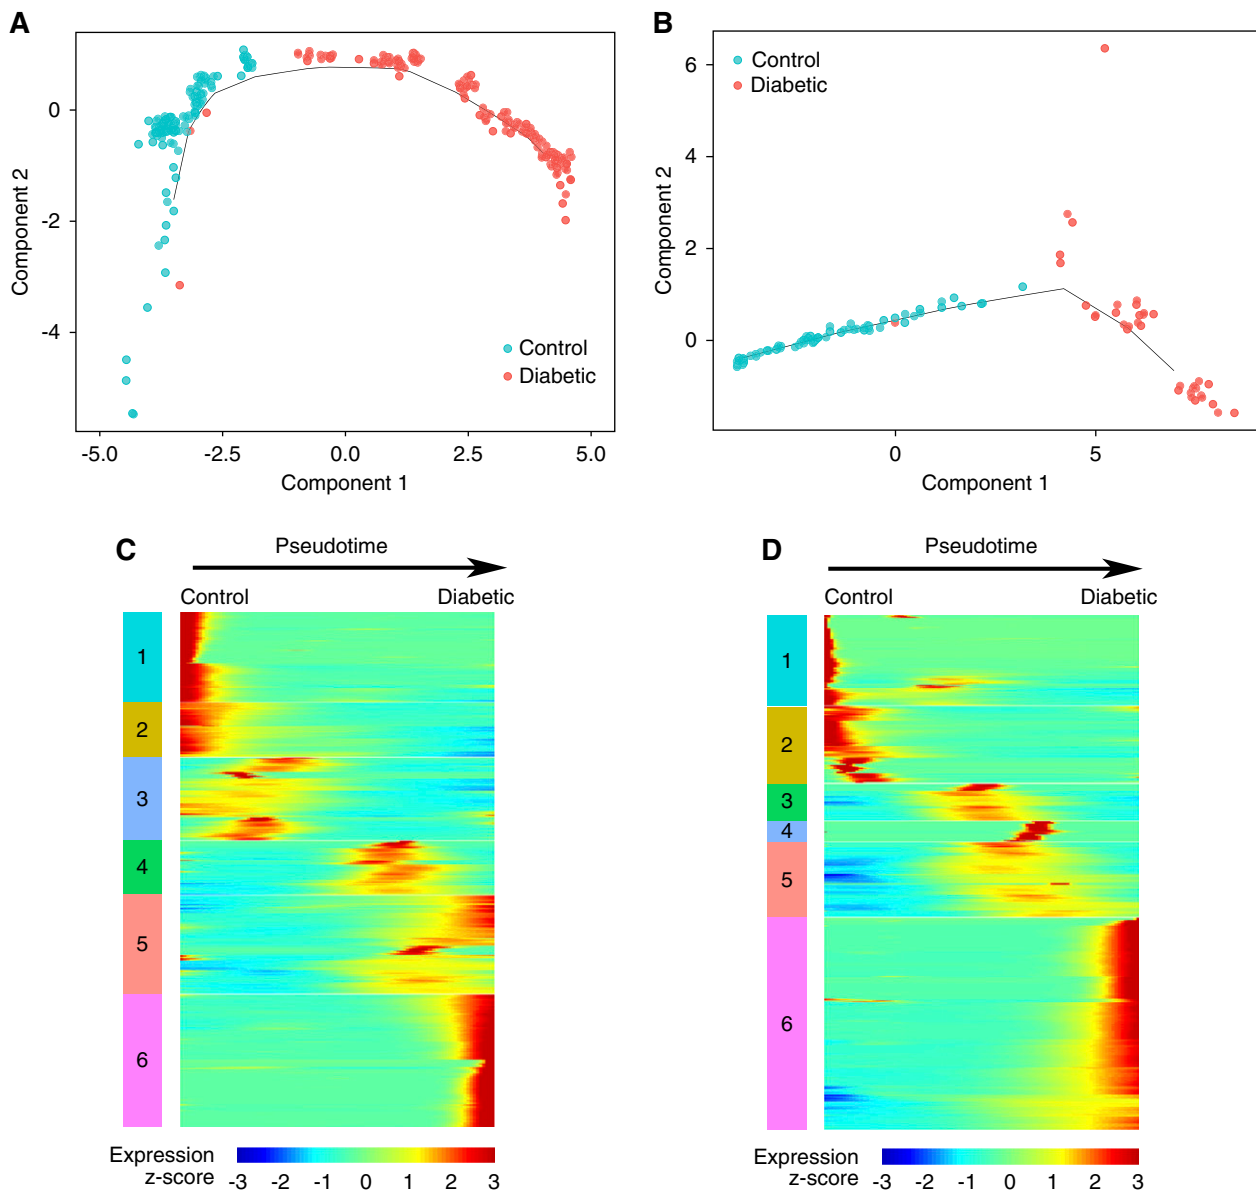 A
Component 2
0
-2
-4
-5.0 -2.5 0.0 2.5 5.0
Component 1
Control
Diabetic
B
Component 2
6
4
2
0
0 5
Component 1
Control
Diabetic
C
Pseudotime
Control Diabetic
1
2
3
4
5
6
Expression
z-score
-3 -2 -1 0 1 2 3
D
Pseudotime
Control Diabetic
1
2
3
4
5
6
Expression
z-score
-3 -2 -1 0 1 2 3